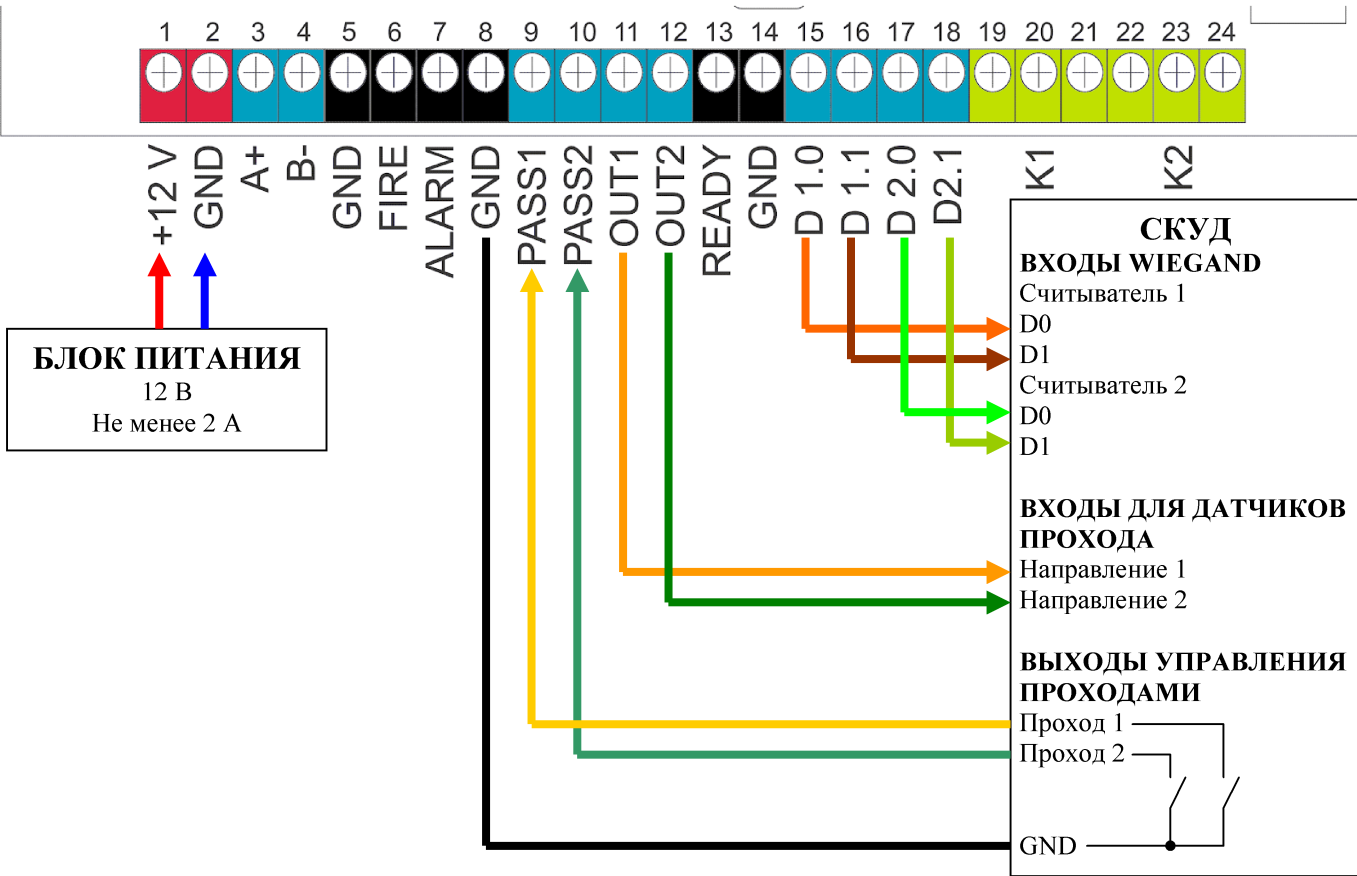 1 2 3 4 5 6 7 8 9 10 11 12 13 14 15 16 17 18 19 20 21 22 23 24
+12 V
GND
A+
B-
GND
FIRE
ALARM
GND
PASS1
PASS2
OUT1
OUT2
READY
GND
D 1.0
D 1.1
D 2.0
D2.1
K1
K2
БЛОК ПИТАНИЯ
12 В
Не менее 2 А
СКУД
ВХОДЫ WIEGAND
Считыватель 1
D0
D1
Считыватель 2
D0
D1
ВХОДЫ ДЛЯ ДАТЧИКОВ
ПРОХОДА
Направление 1
Направление 2
ВЫХОДЫ УПРАВЛЕНИЯ
ПРОХОДАМИ
Проход 1
Проход 2
GND